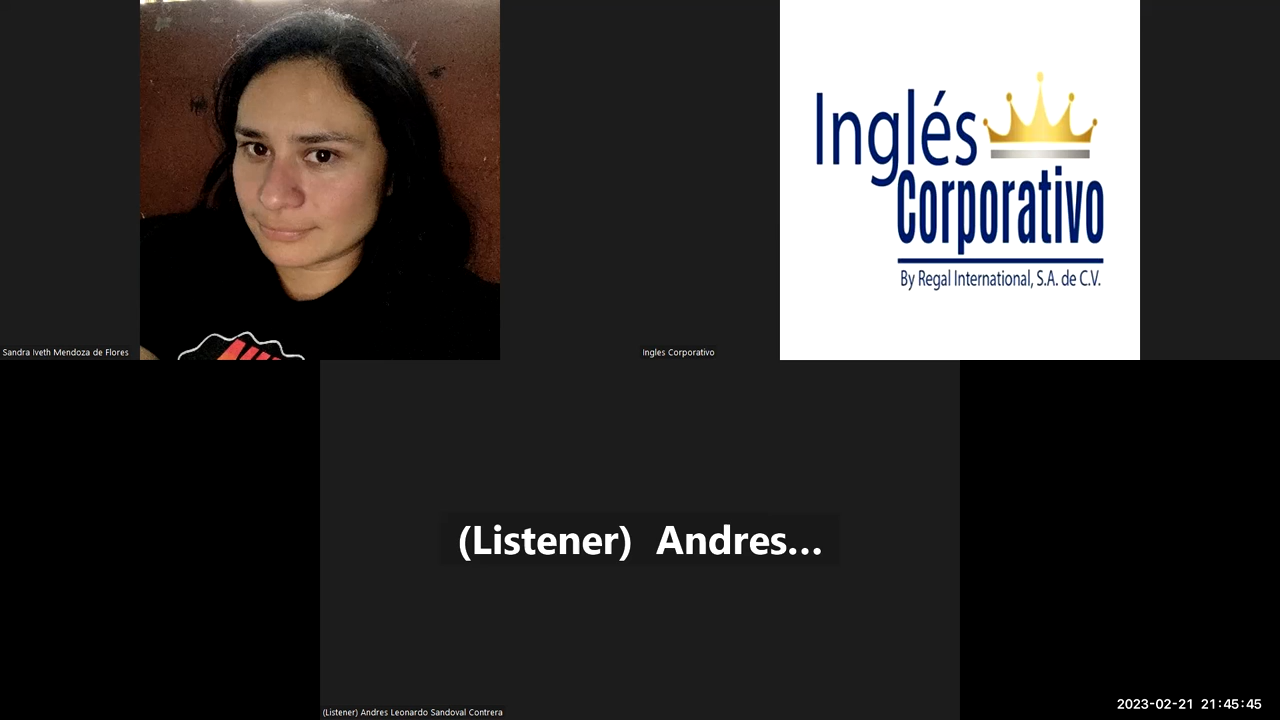 Inglés
Corporativo
By Regal International, S.A. de C.V.
Sandra Iveth Mendoza de Flores
Ingles Corporativo
(Listener) Andres...
(Listener) Andres Leonardo Sandoval Contrera
2023-02-21 21:45:45